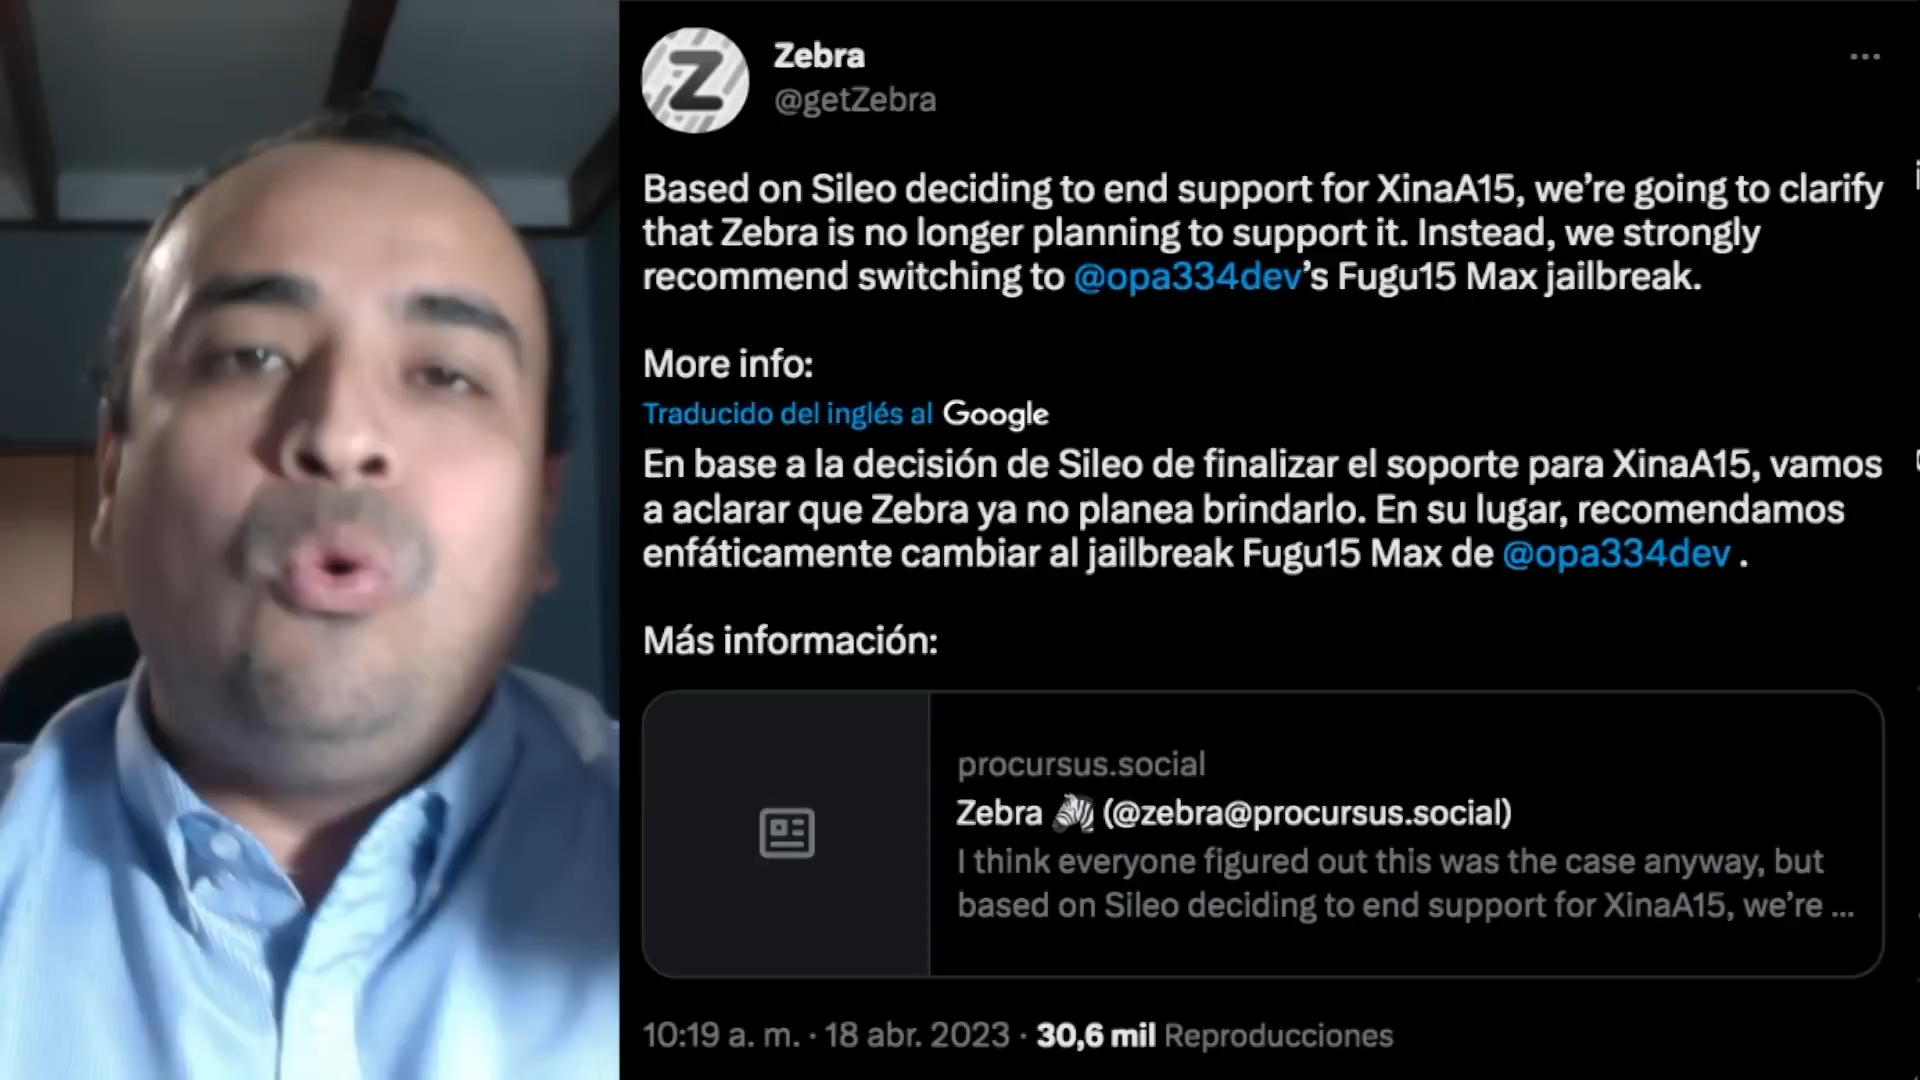 Zebra
@getZebra
Based on Sileo deciding to end support for XinaA15, we’re going to clarify
that Zebra is no longer planning to support it. Instead, we strongly
recommend switching to @opa334dev’s Fugu15 Max jailbreak.
More info:
Traducido del inglés al Google
En base a la decisión de Sileo de finalizar el soporte para XinaA15, vamos
a aclarar que Zebra ya no planea brindarlo. En su lugar, recomendamos
enfáticamente cambiar al jailbreak Fugu15 Max de @opa334dev .
Más información:
procursus.social
Zebra 🦓 (@zebra@procursus.social)
I think everyone figured out this was the case anyway, but
based on Sileo deciding to end support for XinaA15, we’re ...
10:19 a. m. · 18 abr. 2023 · 30,6 mil Reproducciones